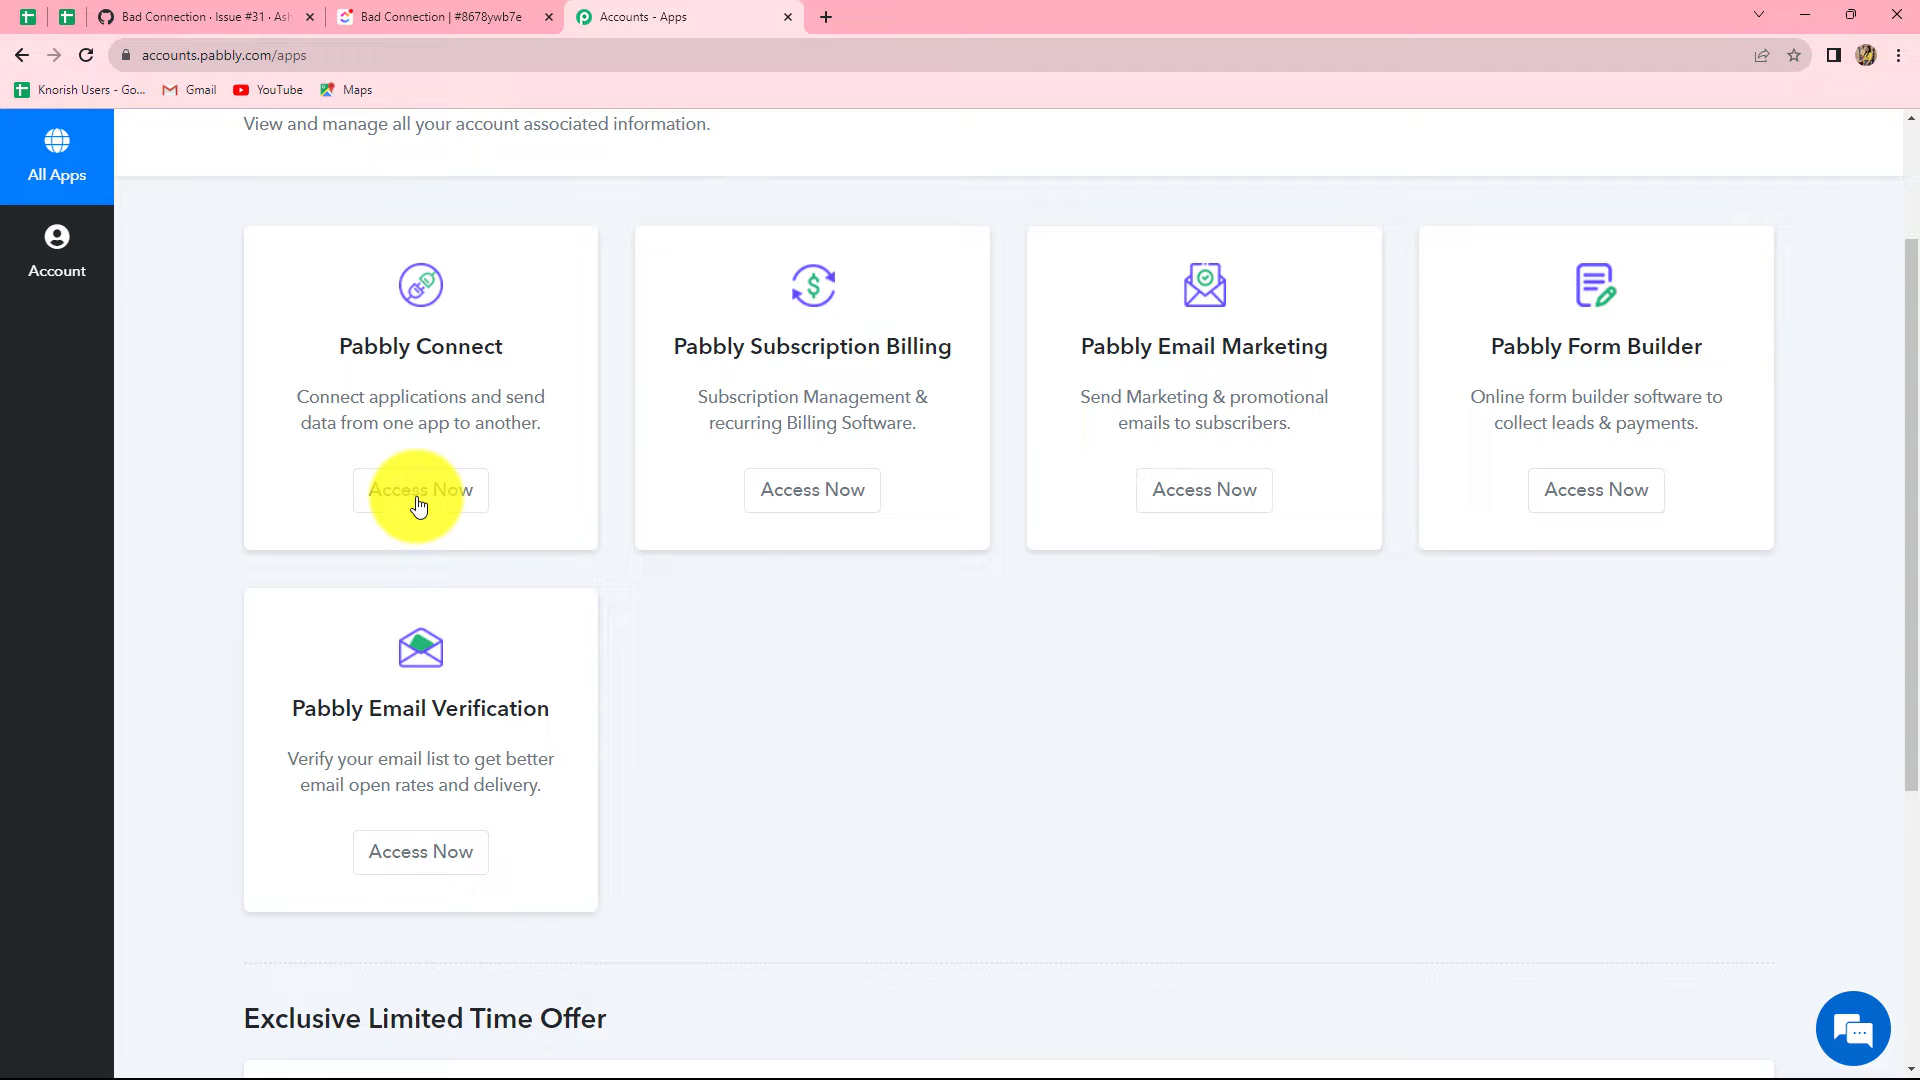 Bad Connection · Issue #31 · Ash
Bad Connection | #8678ywb7e
Accounts - Apps
accounts.pabbly.com/apps
Knorish Users - Go...
Gmail
YouTube
Maps
View and manage all your account associated information.
All Apps
Account
Pabbly Connect
Connect applications and send
data from one app to another.
Access Now
Pabbly Subscription Billing
Subscription Management &
recurring Billing Software.
Access Now
Pabbly Email Marketing
Send Marketing & promotional
emails to subscribers.
Access Now
Pabbly Form Builder
Online form builder software to
collect leads & payments.
Access Now
Pabbly Email Verification
Verify your email list to get better
email open rates and delivery.
Access Now
Exclusive Limited Time Offer